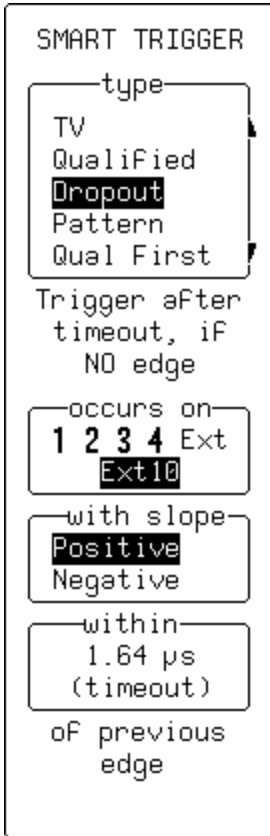 SMART TRIGGER
type
TV
Qualified
Dropout
Pattern
Qual First
Trigger after
timeout, if
NO edge
occurs on
1 2 3 4 Ext
Ext10
with slope
Positive
Negative
within
1.64 µs
(timeout)
of previous
edge